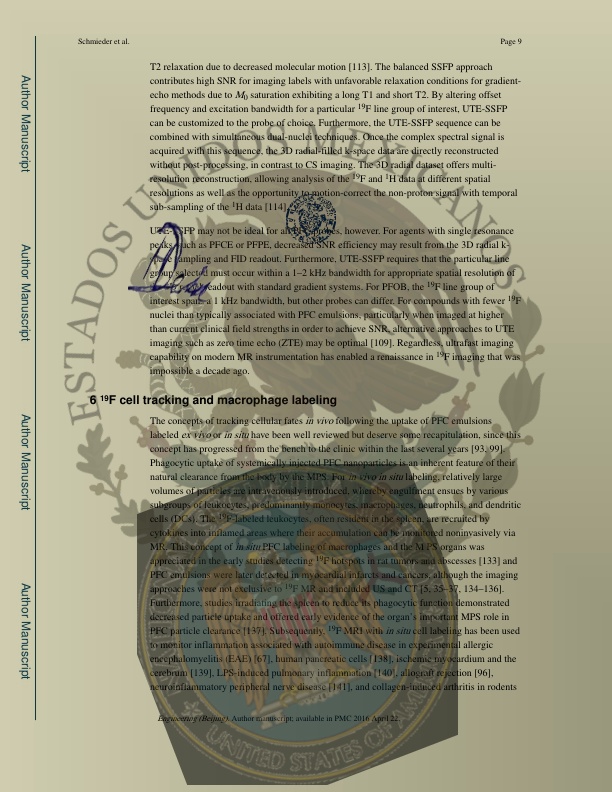 Schmieder et al.
Page 9
T2 relaxation due to decreased molecular motion [113]. The balanced SSFP approach
contributes high SNR for imaging labels with unfavorable relaxation conditions for gradient-
echo methods due to M0 saturation exhibiting a long T1 and short T2. By altering offset
frequency and excitation bandwidth for a particular 19F line group of interest, UTE-SSFP
can be customized to the probe of choice. Furthermore, the UTE-SSFP sequence can be
combined with simultaneous dual-nuclei techniques. Once the complex spectral signal is
acquired with this sequence, the 3D radial-filled k-space data are directly reconstructed
without post-processing, in contrast to CS imaging. The 3D radial dataset offers multi-
resolution reconstruction, allowing analysis of the 19F and 1H data at different spatial
resolutions as well as the opportunity to motion-correct the non-proton signal with temporal
sub-sampling of the 1H data [114].
UTE-SSFP may not be ideal for all probes, however. For agents with single resonance
peaks such as PFCE or PFPE, decreased SNR efficiency may result from the 3D radial k-
space sampling and FID readout. Furthermore, UTE-SSFP requires that the particular line
group selected must occur within a 1–2 kHz bandwidth for appropriate spatial resolution of
readout with standard gradient systems. For PFOB, the 19F line group of
interest spans a 1 kHz bandwidth, but other probes can differ. For compounds with fewer 19F
nuclei than typically associated with PFC emulsions, particularly when imaged at higher
than current clinical field strengths in order to achieve SNR, alternative approaches to UTE
imaging such as zero time echo (ZTE) may be optimal [109]. Regardless, ultrafast imaging
capability on modern MR instrumentation has enabled a renaissance in 19F imaging that was
impossible a decade ago.
6 19F cell tracking and macrophage labeling
The concepts of tracking cellular fates in vivo following the uptake of PFC emulsions
labeled ex vivo or in situ have been well reviewed but deserve some recapitulation, since this
concept has progressed from the bench to the clinic within the last several years [93, 99].
Phagocytic uptake of systemically injected PFC nanoparticles is an inherent feature of their
natural clearance from the body by the MPS. For in vivo in situ labeling, relatively large
volumes of particles are intravenously introduced, whereby engulfment ensues by various
subgroups of leukocytes, predominantly monocytes, macrophages, neutrophils, and dendritic
cells (DCs). The 19F-labeled leukocytes, often resident in the spleen, are recruited by
cytokines into inflamed areas where their accumulation can be monitored noninvasively via
MR. This concept of in situ PFC labeling of macrophages and the MPS organs was
appreciated in the early studies detecting 19F hotspots in rat tumors and abscesses [133] and
PFC emulsions were later detected in myocardial infarcts and cancers, although the imaging
approaches were not exclusive to 19F MR and included US and CT [5, 35–37, 134–136].
Furthermore, studies irradiating the spleen to reduce its phagocytic function demonstrated
decreased particle uptake and offered early evidence of the organ's important MPS role in
PFC particle clearance [137]. Subsequently, 19F MRI with in situ cell labeling has been used
to monitor inflammation associated with autoimmune disease in experimental allergic
encephalomyelitis (EAE) [67], human pancreatic cells [138], ischemic myocardium and the
cerebrum [139], LPS-induced pulmonary inflammation [140], allograft rejection [96],
neuroinflammatory peripheral nerve disease [141], and collagen-induced arthritis in rodents
Engineering (Beijing). Author manuscript; available in PMC 2016 April 22.
Author Manuscript
Author Manuscript
Author Manuscript
Author Manuscript
ESTADOS UNIDOS MEXICANOS
UNITED STATES OF AMERICA